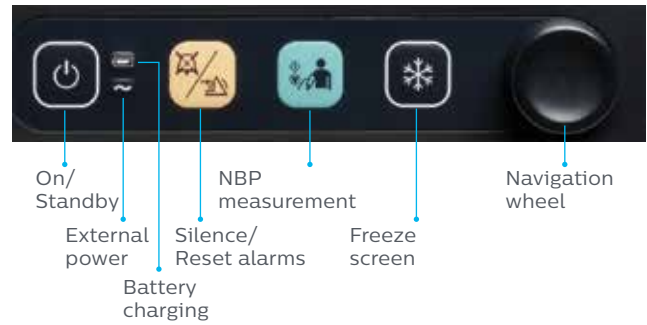 On/
Standby
NBP
measurement
Navigation
wheel
External
power
Silence/
Reset alarms
Freeze
screen
Battery
charging